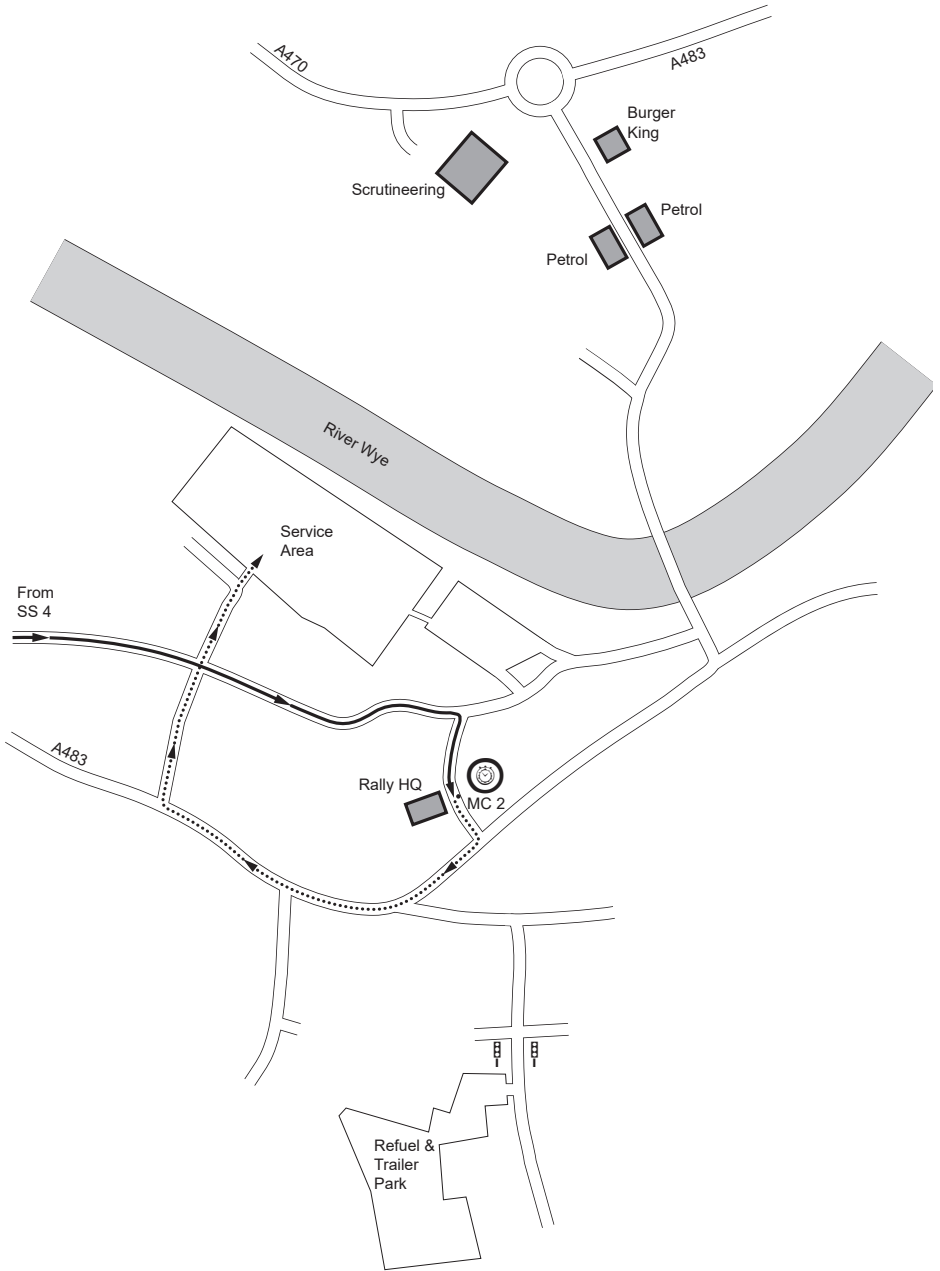 A470
A483
Burger
King
Scrutineering
Petrol
Petrol
River Wye
Service
Area
From
SS 4
A483
Rally HQ
MC 2
Refuel &
Trailer
Park